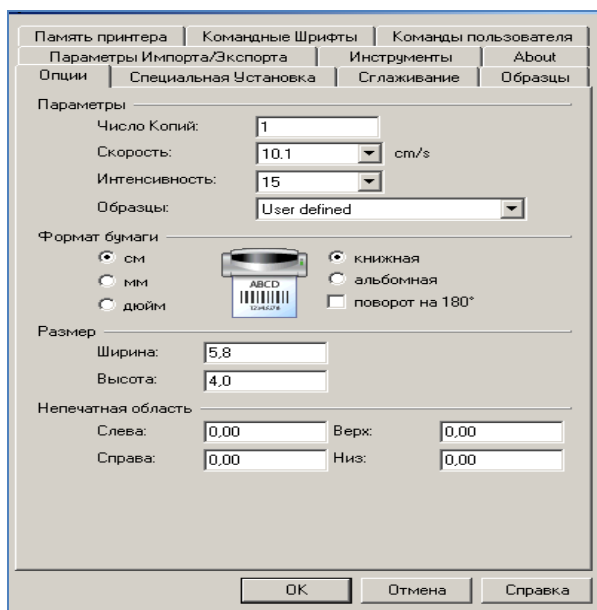 Память принтера Командные Шрифты Команды пользователя
Параметры Импорта/Экспорта Инструменты About
Опции Специальная Установка Сглаживание Образцы
Параметры
Число Копий: 1
Скорость: 10.1 cm/s
Интенсивность: 15
Образцы: User defined
Формат бумаги
см книжная
мм альбомная
дюйм поворот на 180°
ABCD
12345678
Размер
Ширина: 5,8
Высота: 4,0
Непечатная область
Слева: 0,00 Верх: 0,00
Справа: 0,00 Низ: 0,00
OK Отмена Справка